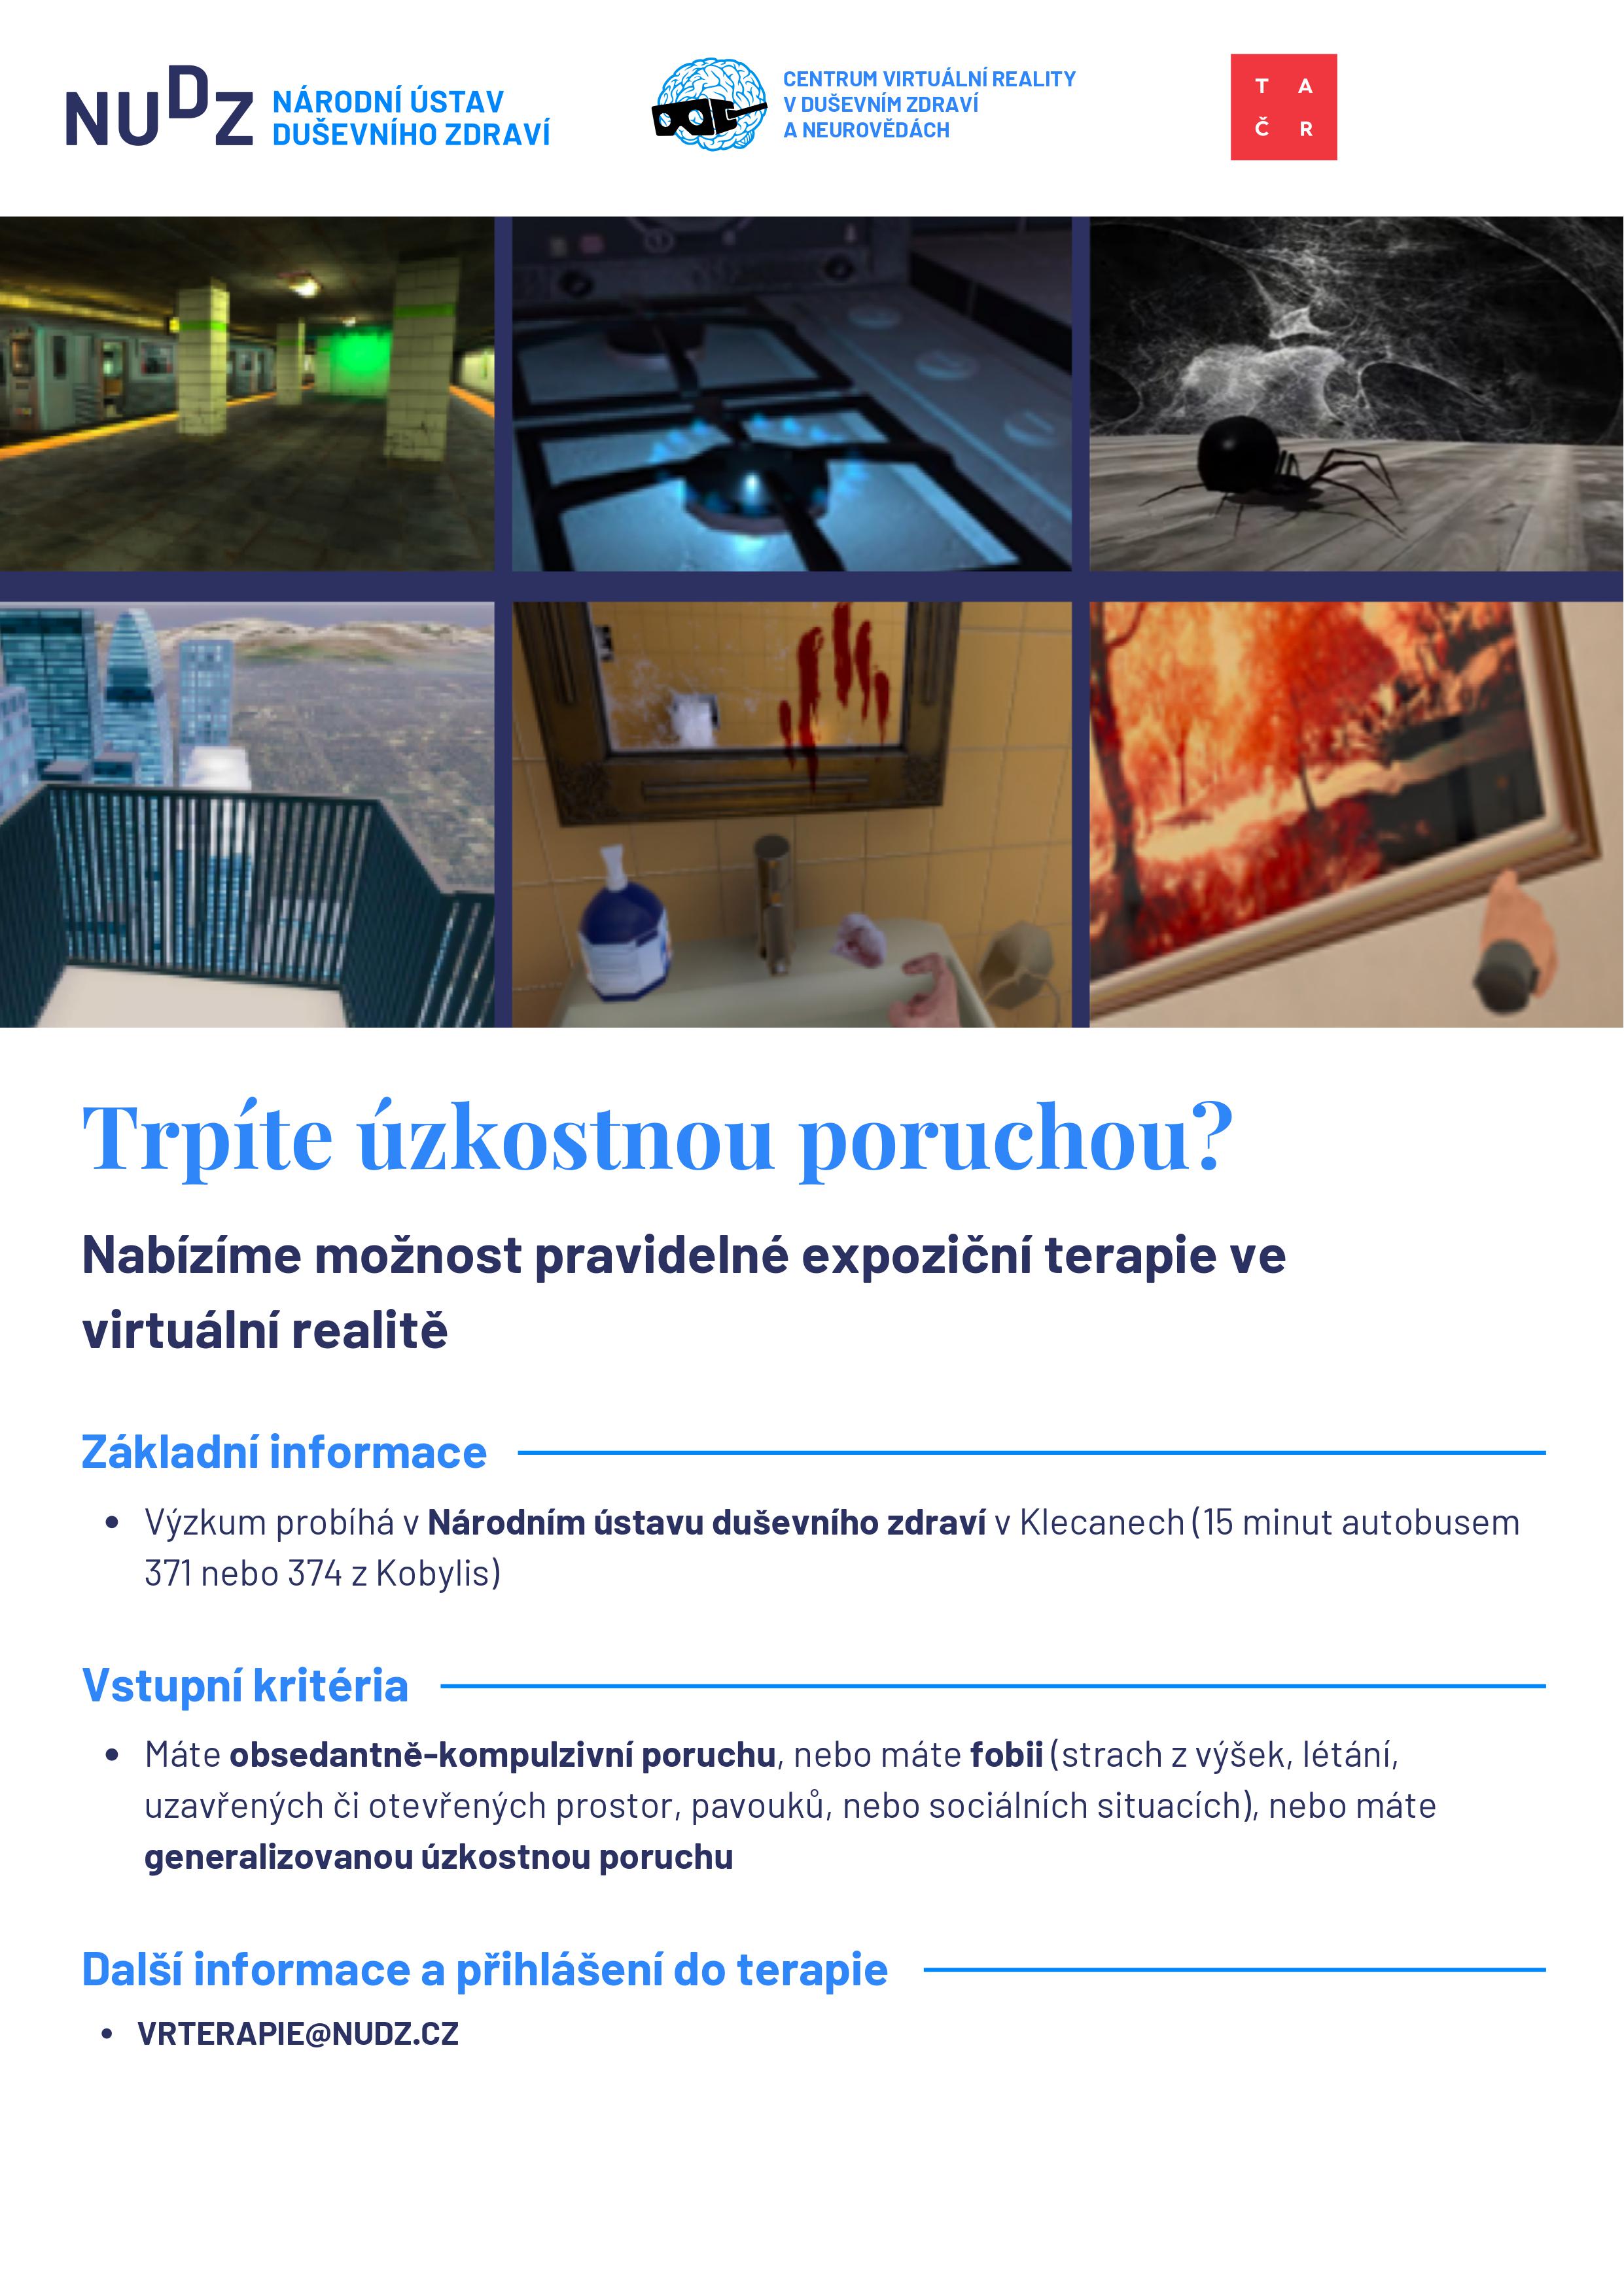 NUDZ NÁRODNÍ ÚSTAV
DUŠEVNÍHO ZDRAVÍ
CENTRUM VIRTUÁLNÍ REALITY
V DUŠEVNÍM ZDRAVÍ
A NEUROVĚDÁCH
T A
Č R
Trpíte úzkostnou poruchou?
Nabízíme možnost pravidelné expoziční terapie ve
virtuální realitě
Základní informace
• Výzkum probíhá v Národním ústavu duševního zdraví v Klecanech (15 minut autobusem
371 nebo 374 z Kobylis)
Vstupní kritéria
• Máte obsedantně-kompulzivní poruchu, nebo máte fobii (strach z výšek, létání,
uzavřených či otevřených prostor, pavouků, nebo sociálních situacích), nebo máte
generalizovanou úzkostnou poruchu
Další informace a přihlášení do terapie
• VRTERAPIE@NUDZ.CZ